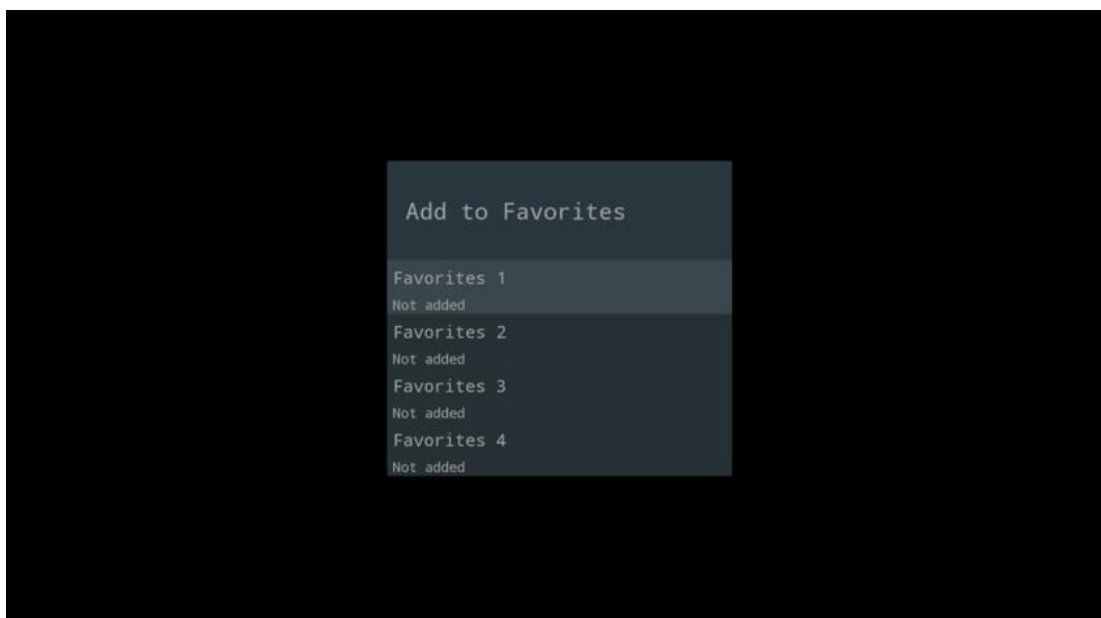 Add to Favorites
Favorites 1
Not added
Favorites 2
Not added
Favorites 3
Not added
Favorites 4
Not added